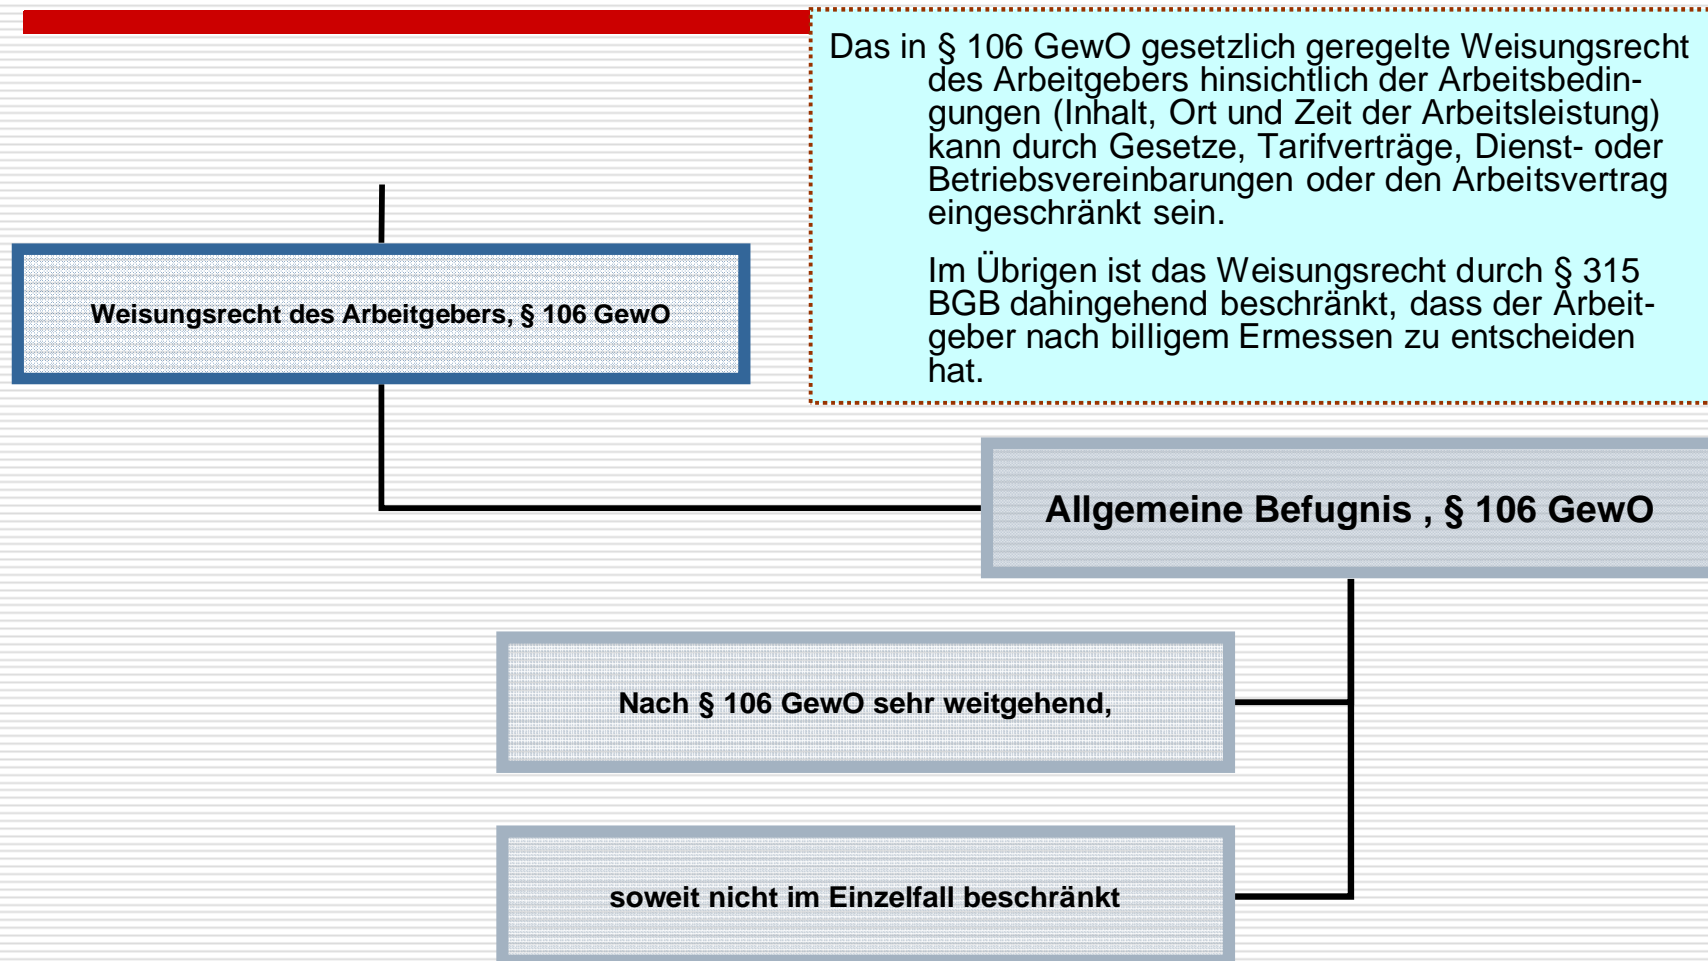 Das in § 106 GewO gesetzlich geregelte Weisungsrecht
des Arbeitgebers hinsichtlich der Arbeitsbedin-
gungen (Inhalt, Ort und Zeit der Arbeitsleistung)
kann durch Gesetze, Tarifverträge, Dienst- oder
Betriebsvereinbarungen oder den Arbeitsvertrag
eingeschränkt sein.
Im Übrigen ist das Weisungsrecht durch § 315
BGB dahingehend beschränkt, dass der Arbeit-
geber nach billigem Ermessen zu entscheiden
hat.
Weisungsrecht des Arbeitgebers, § 106 GewO
Allgemeine Befugnis , § 106 GewO
Nach § 106 GewO sehr weitgehend,
soweit nicht im Einzelfall beschränkt